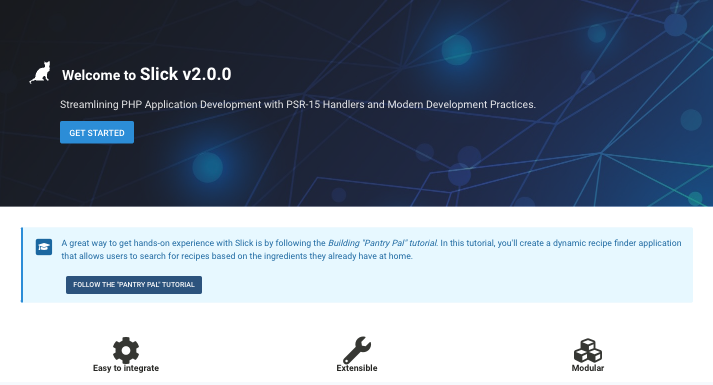 Welcome to Slick v2.0.0
Streamlining PHP Application Development with PSR-15 Handlers and Modern Development Practices.
GET STARTED
A great way to get hands-on experience with Slick is by following the Building "Pantry Pal" tutorial. In this tutorial, you'll create a dynamic recipe finder application
that allows users to search for recipes based on the ingredients they already have at home.
FOLLOW THE "PANTRY PAL" TUTORIAL
Easy to integrate
Extensible
Modular